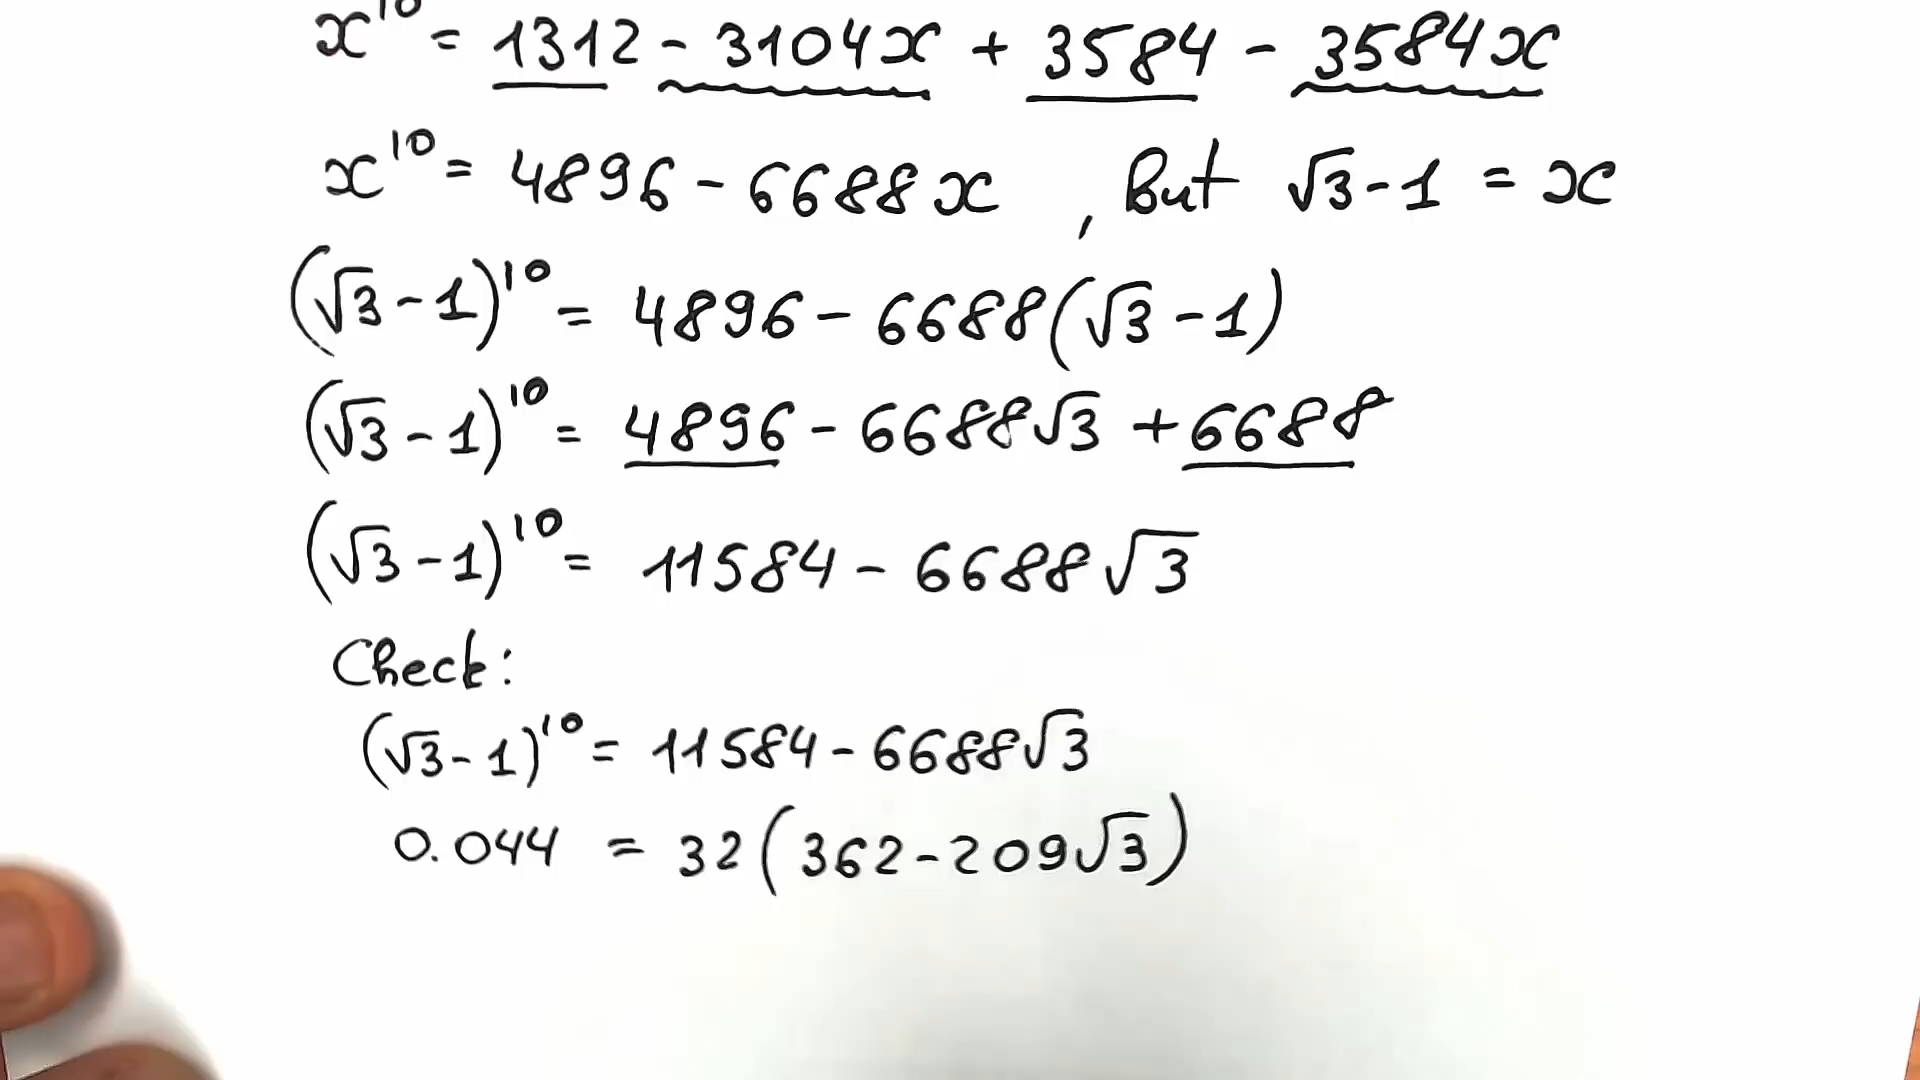 x¹⁰ = 1312 - 3104x + 3584 - 3584x
x¹⁰ = 4896 - 6688x , But √3 - 1 = x
(√3 - 1)¹⁰ = 4896 - 6688(√3 - 1)
(√3 - 1)¹⁰ = 4896 - 6688√3 + 6688
(√3 - 1)¹⁰ = 11584 - 6688√3
Check:
(√3 - 1)¹⁰ = 11584 - 6688√3
0.044 = 32(362 - 209√3)